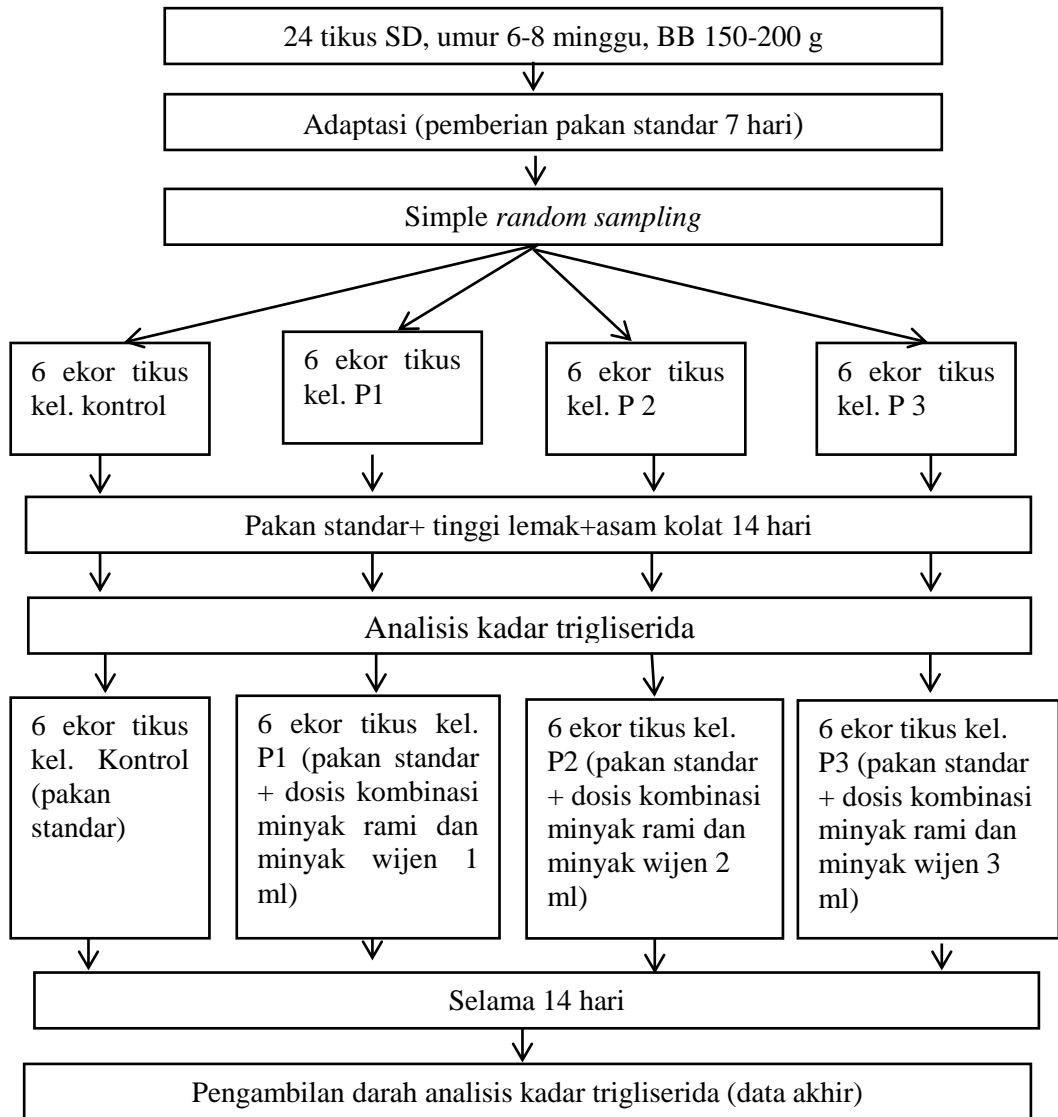 24 tikus SD, umur 6-8 minggu, BB 150-200 g
Adaptasi (pemberian pakan standar 7 hari)
Simple random sampling
6 ekor tikus
kel. kontrol
6 ekor tikus
kel. P1
6 ekor tikus
kel. P 2
6 ekor tikus
kel. P 3
Pakan standar+ tinggi lemak+asam kolat 14 hari
Analisis kadar trigliserida
6 ekor tikus
kel. Kontrol
(pakan
standar)
6 ekor tikus kel.
P1 (pakan standar
+ dosis kombinasi
minyak rami dan
minyak wijen 1
ml)
6 ekor tikus kel.
P2 (pakan standar
+ dosis kombinasi
minyak rami dan
minyak wijen 2
ml)
6 ekor tikus kel.
P3 (pakan standar
+ dosis kombinasi
minyak rami dan
minyak wijen 3
ml)
Selama 14 hari
Pengambilan darah analisis kadar trigliserida (data akhir)